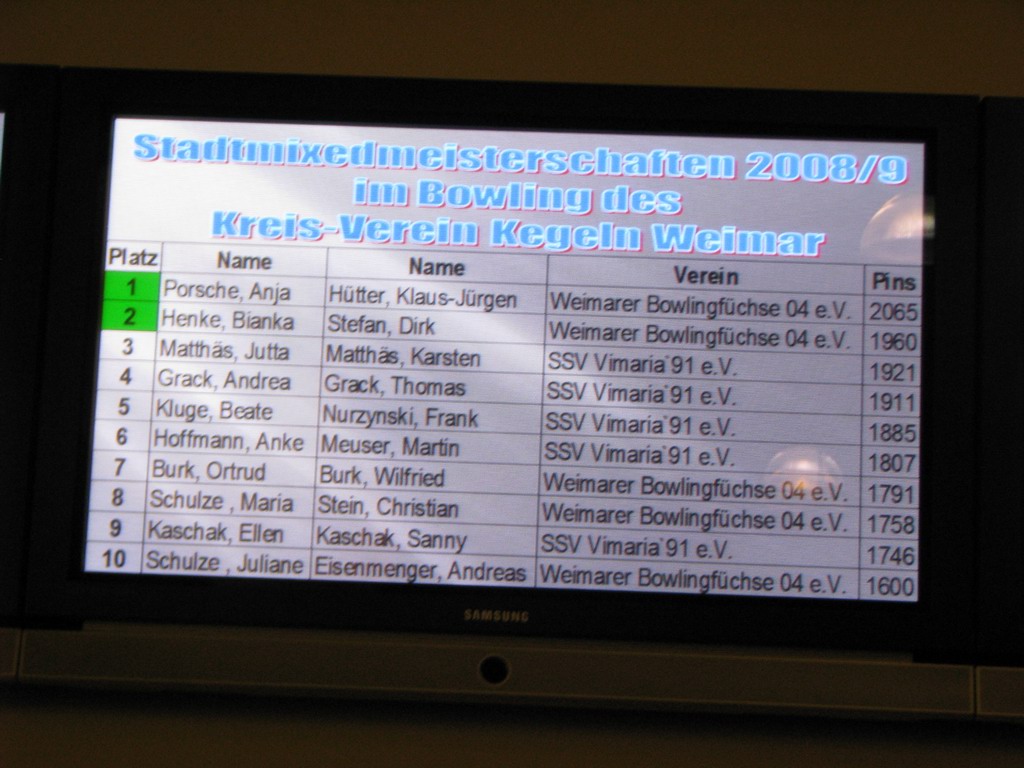 Stadtmixedmeisterschaften 2008/9
im Bowling des
Kreis-Verein Kegeln Weimar
Platz Name Name Verein Pins
1 Porsche, Anja Hütter, Klaus-Jürgen Weimarer Bowlingfüchse 04 e.V. 2065
2 Henke, Bianka Stefan, Dirk Weimarer Bowlingfüchse 04 e.V. 1960
3 Matthäs, Jutta Matthäs, Karsten SSV Vimaria`91 e.V. 1921
4 Grack, Andrea Grack, Thomas SSV Vimaria`91 e.V. 1911
5 Kluge, Beate Nurzynski, Frank SSV Vimaria`91 e.V. 1885
6 Hoffmann, Anke Meuser, Martin SSV Vimaria`91 e.V. 1807
7 Burk, Ortrud Burk, Wilfried Weimarer Bowlingfüchse 04 e.V. 1791
8 Schulze , Maria Stein, Christian Weimarer Bowlingfüchse 04 e.V. 1758
9 Kaschak, Ellen Kaschak, Sanny SSV Vimaria`91 e.V. 1746
10 Schulze , Juliane Eisenmenger, Andreas Weimarer Bowlingfüchse 04 e.V. 1600
SAMSUNG